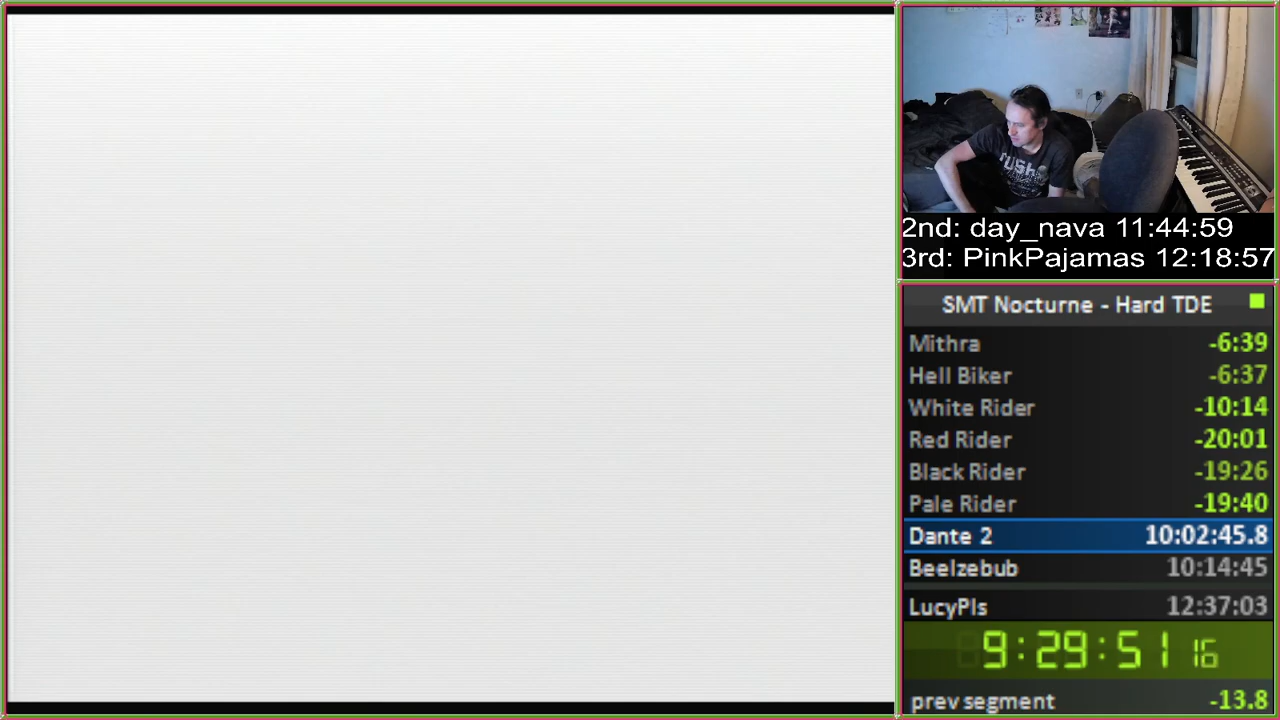 RUSH
2nd: day_nava 11:44:59
3rd: PinkPajamas 12:18:57
SMT Nocturne - Hard TDE
Mithra -6:39
Hell Biker -6:37
White Rider -10:14
Red Rider -20:01
Black Rider -19:26
Pale Rider -19:40
Dante 2 10:02:45.8
Beelzebub 10:14:45
LucyPls 12:37:03
9:29:51 16
prev segment -13.8